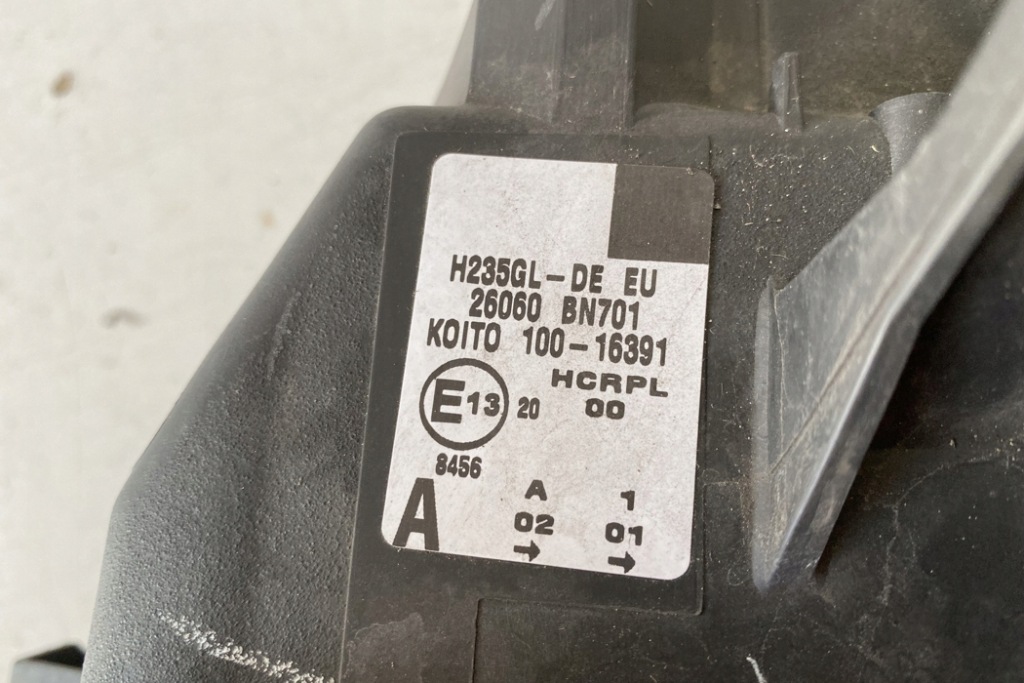 H235GL-DE EU
26060 BN701
KOITO 100-16391
HCRPL
E13 20 00
8456
A A 1
02 01
→ →